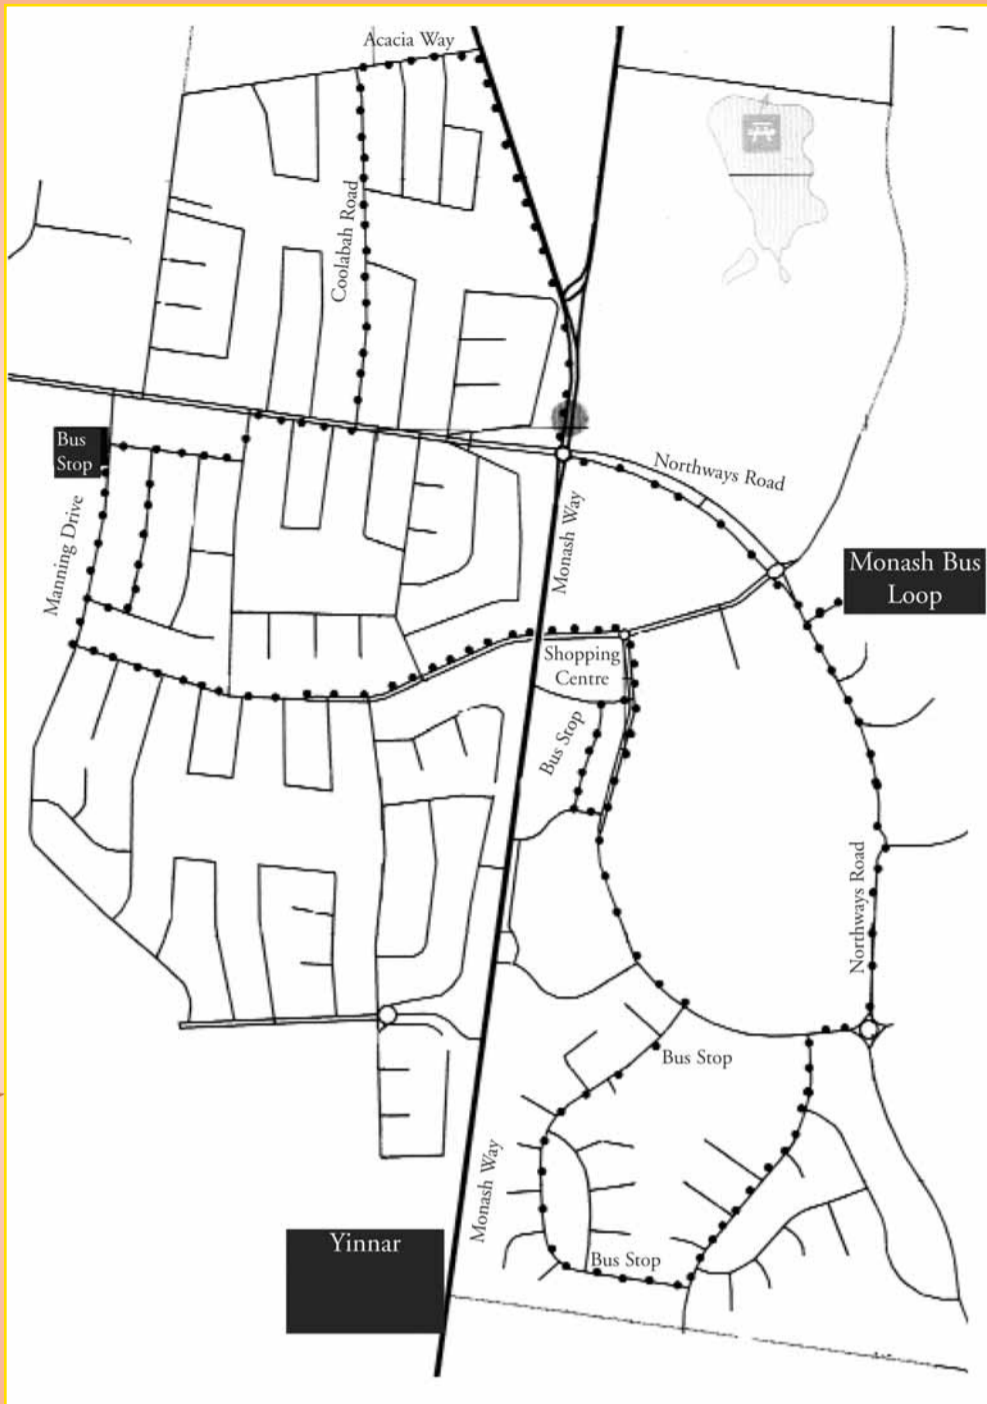 Acacia Way
Coolabah Road
Bus
Stop
Manning Drive
Northways Road
Monash Way
Monash Bus
Loop
Shopping
Centre
Bus Stop
Northways Road
Bus Stop
Monash Way
Yinnar
Bus Stop